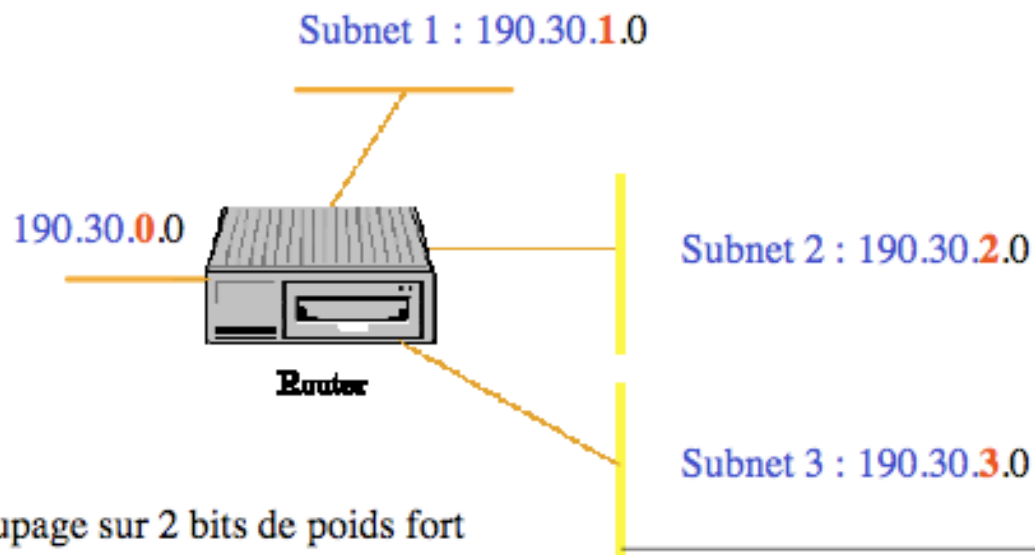 Subnet 1 : 190.30.1.0
190.30.0.0
Subnet 2 : 190.30.2.0
Router
Subnet 3 : 190.30.3.0
sur 2 bits de poids fort